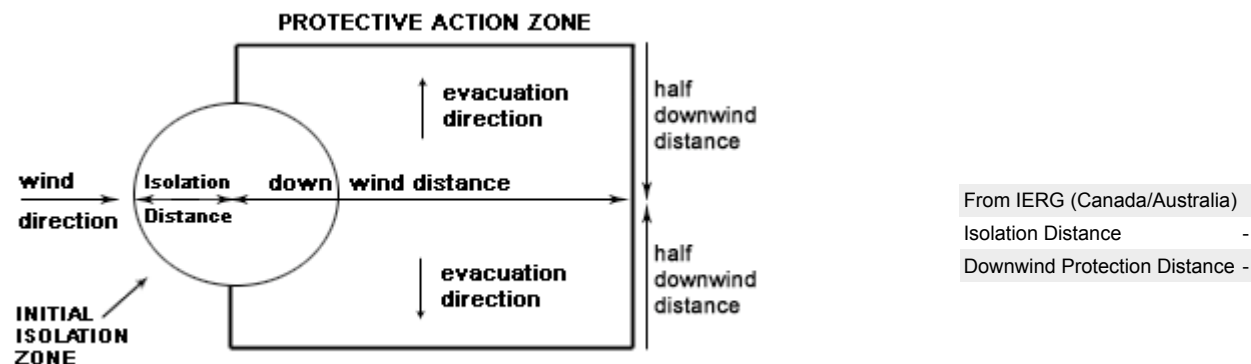 PROTECTIVE ACTION ZONE
evacuation
direction
half
downwind
distance
wind
direction
Isolation
Distance
down wind distance
evacuation
direction
half
downwind
distance
INITIAL
ISOLATION
ZONE
From IERG (Canada/Australia)
Isolation Distance -
Downwind Protection Distance -